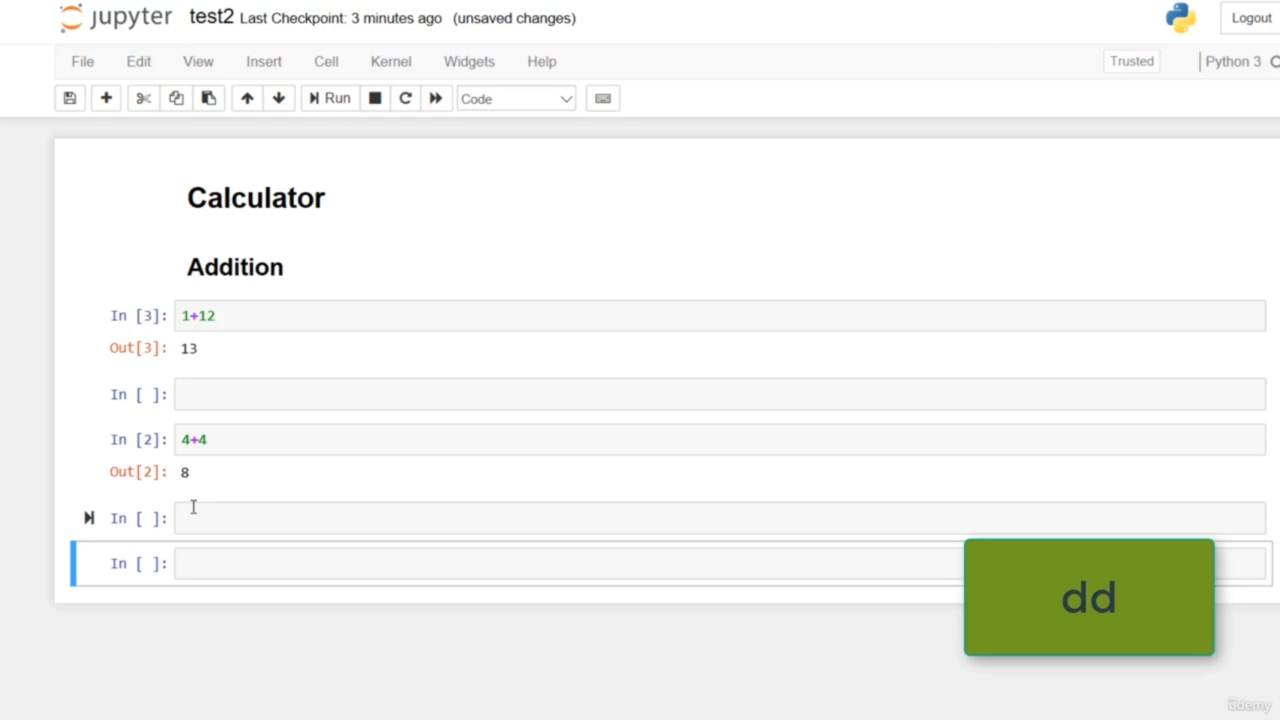 jupyter test2 Last Checkpoint: 3 minutes ago (unsaved changes) Logout
File Edit View Insert Cell Kernel Widgets Help Trusted Python 3
Run Code
Calculator
Addition
In [3]: 1+12
Out[3]: 13
In [ ]:
In [2]: 4+4
Out[2]: 8
In [ ]:
In [ ]:
dd
ûdemy